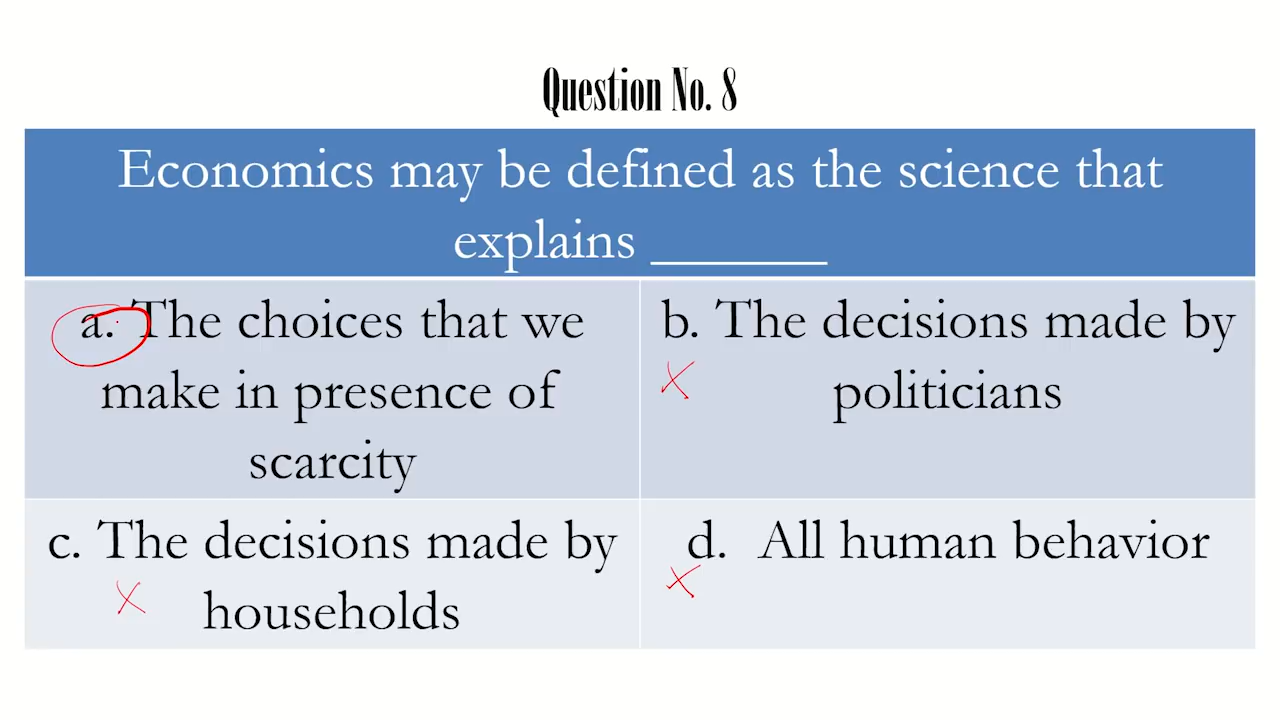 Question No. 8
Economics may be defined as the science that
explains ______
a. The choices that we
make in presence of
scarcity
b. The decisions made by
politicians
c. The decisions made by
households
d. All human behavior